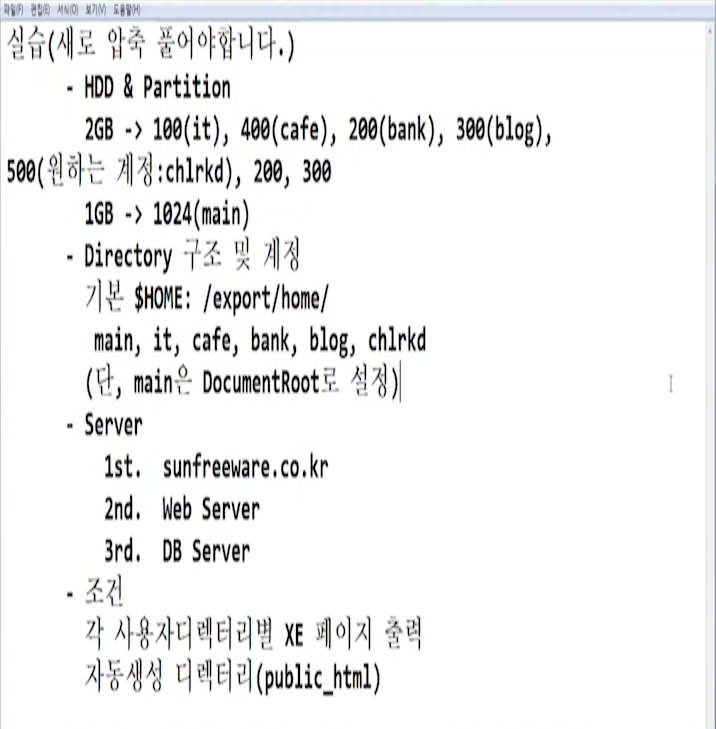 파일(F) 편집(E) 서식(O) 보기(V) 도움말(H)
실습(새로 압축 풀어야합니다.)
- HDD & Partition
2GB -> 100(it), 400(cafe), 200(bank), 300(blog),
500(원하는 계정:chlrkd), 200, 300
1GB -> 1024(main)
- Directory 구조 및 계정
기본 $HOME: /export/home/
main, it, cafe, bank, blog, chlrkd
(단, main은 DocumentRoot로 설정)
- Server
1st. sunfreeware.co.kr
2nd. Web Server
3rd. DB Server
- 조건
각 사용자디렉터리별 XE 페이지 출력
자동생성 디렉터리(public_html)